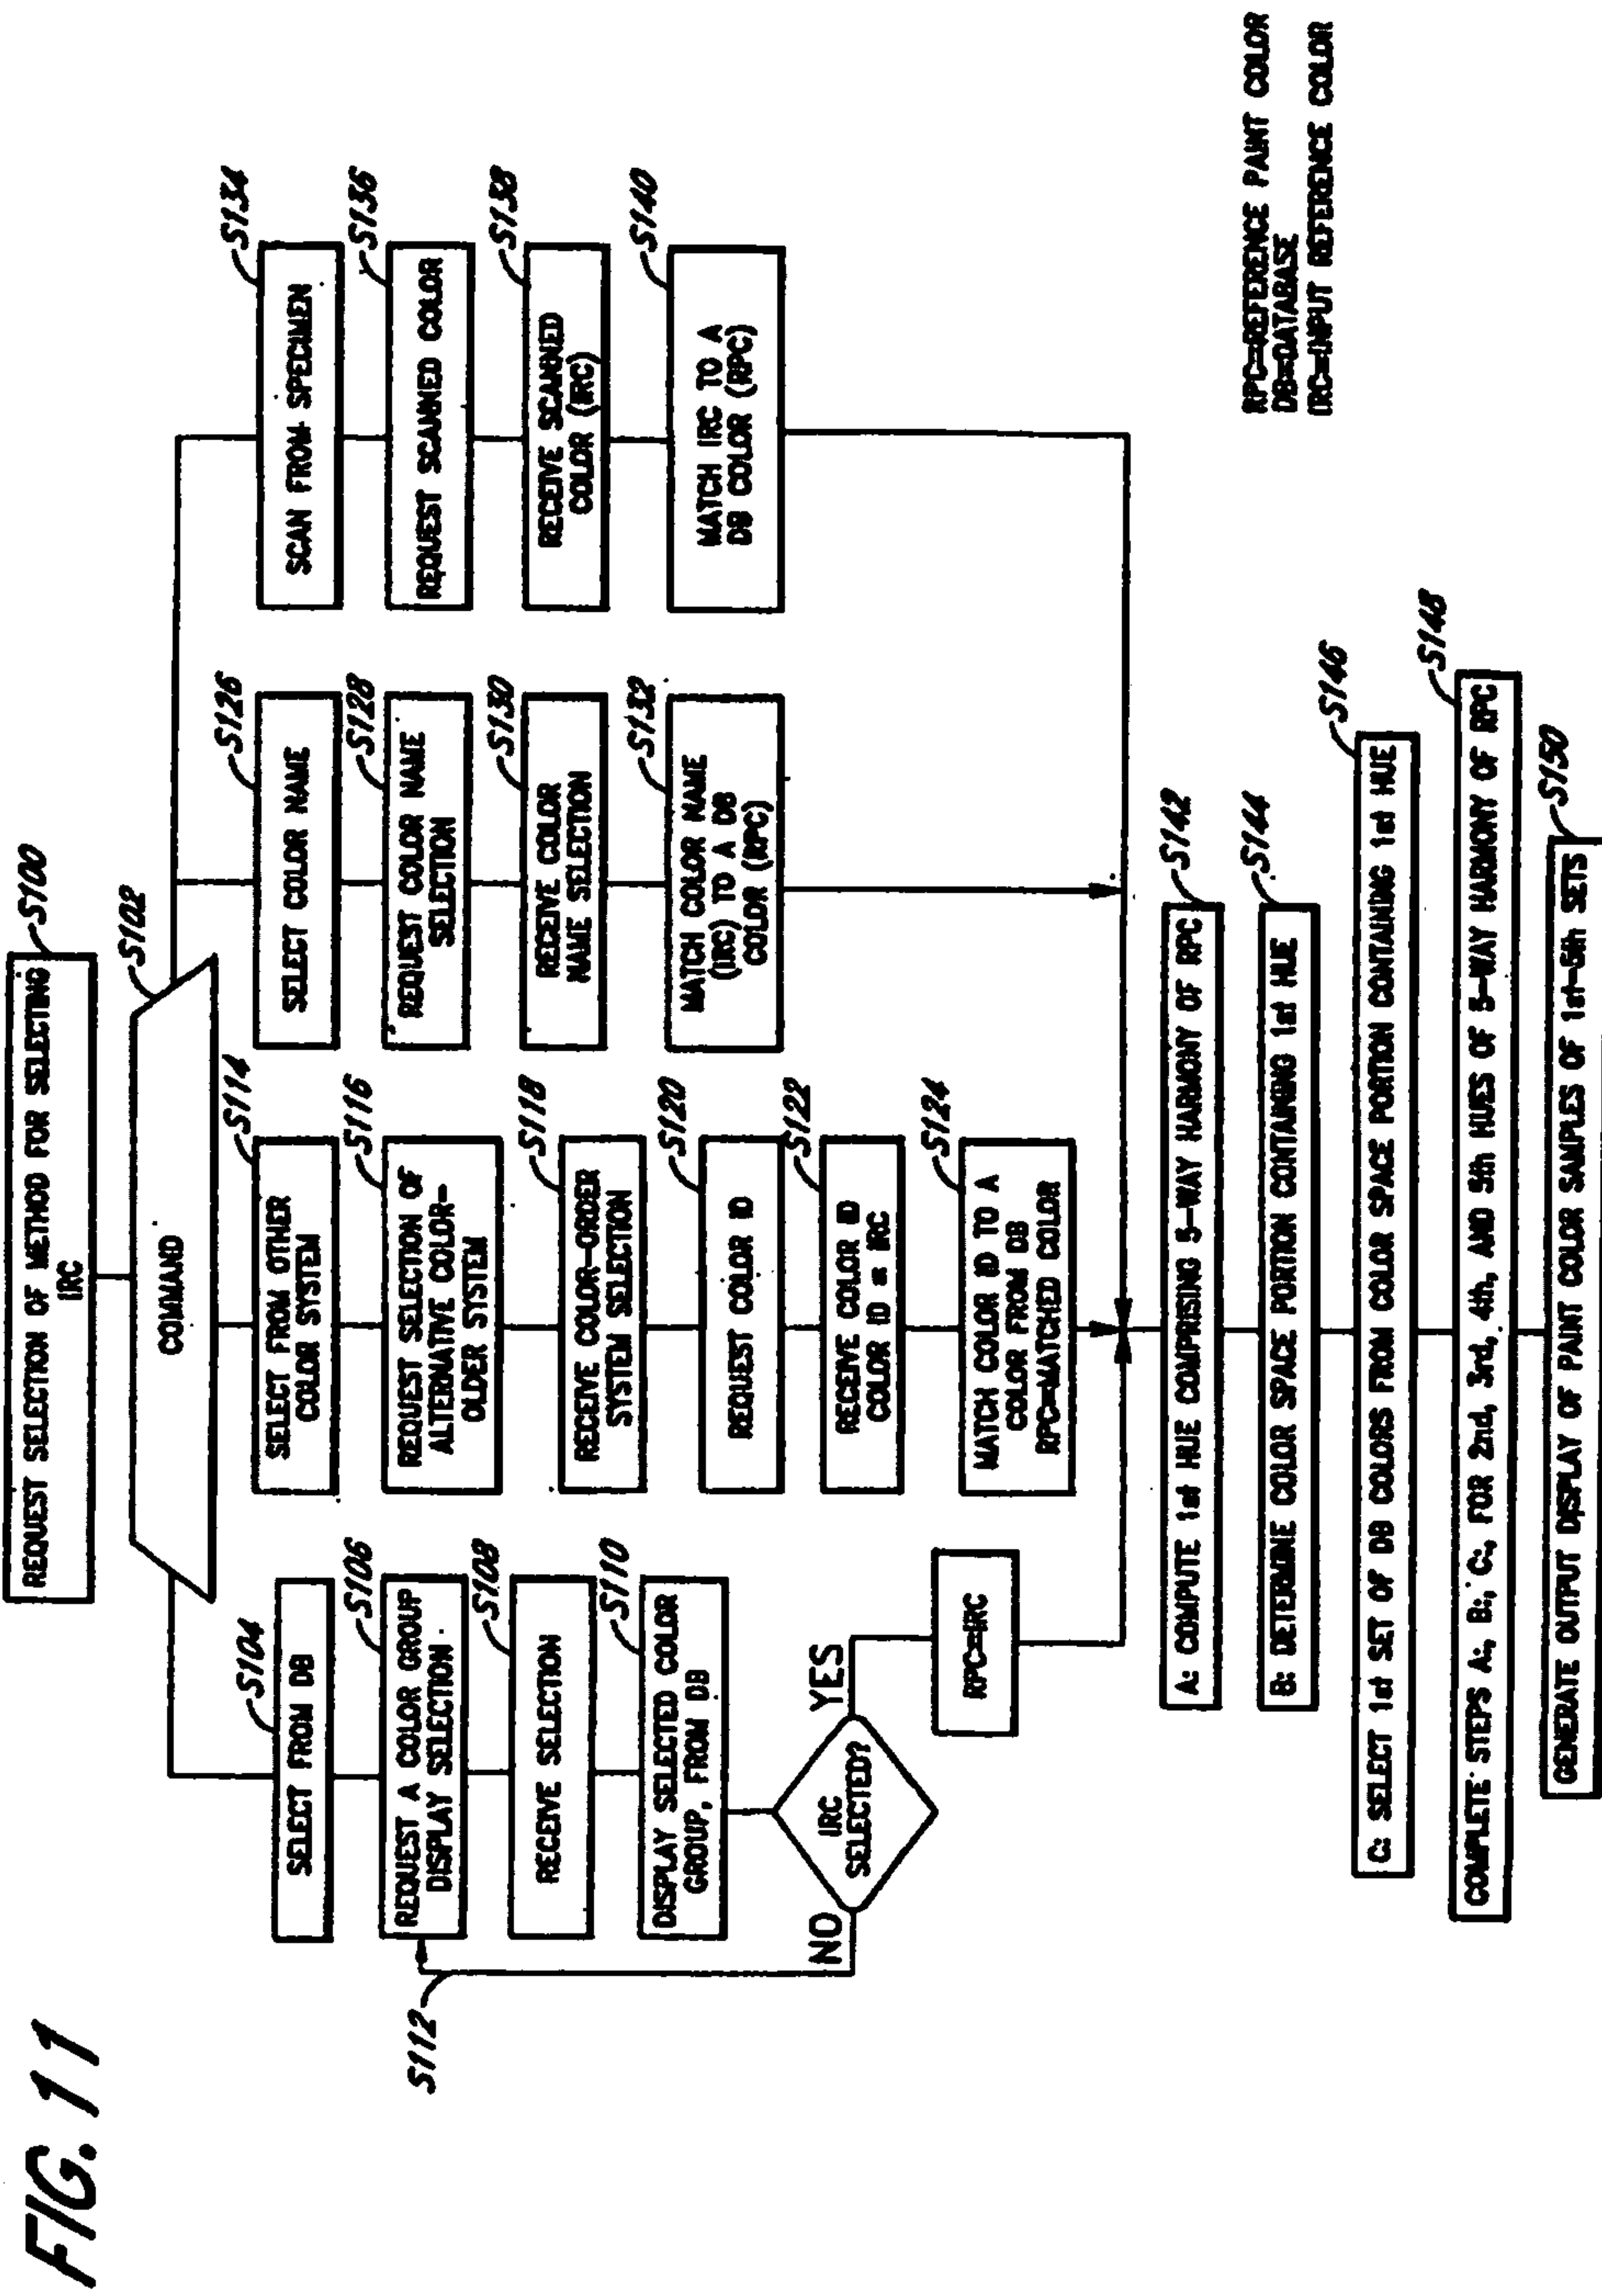 FIG. 11
REQUEST SELECTION OF METHOD FOR SELECTING
IRC
S100
COMMAND
S102
SELECT FROM DB
S104
REQUEST A COLOR GROUP
DISPLAY SELECTION
S106
RECEIVE SELECTION
S108
DISPLAY SELECTED COLOR
GROUP, FROM DB
S110
IRC
SELECTED?
NO
YES
S112
RPC=IRC
SELECT FROM OTHER
COLOR SYSTEM
S114
REQUEST SELECTION OF
ALTERNATIVE COLOR-
OLDER SYSTEM
S116
RECEIVE COLOR-ORDER
SYSTEM SELECTION
S118
REQUEST COLOR ID
S120
RECEIVE COLOR ID
COLOR ID = IRC
S122
MATCH COLOR ID TO A
COLOR FROM DB
RPC=MATCHED COLOR
S124
SELECT COLOR NAME
S126
REQUEST COLOR NAME
SELECTION
S128
RECEIVE COLOR
NAME SELECTION
S130
MATCH COLOR NAME
(IRC) TO A DB
COLOR (RPC)
S132
SCAN FROM SPECIMEN
S134
REQUEST SCANNED COLOR
S136
RECEIVE SCANNED
COLOR (IRC)
S138
MATCH IRC TO A
DB COLOR (RPC)
S140
A: COMPUTE 1st HUE COMPRISING 5-WAY HARMONY OF RPC
S142
B: DETERMINE COLOR SPACE PORTION CONTAINING 1st HUE
S144
C: SELECT 1st SET OF DB COLORS FROM COLOR SPACE PORTION CONTAINING 1st HUE
S146
COMPLETE STEPS A:, B:, C:, FOR 2nd, 3rd, 4th, AND 5th HUES OF 5-WAY HARMONY OF RPC
S148
GENERATE OUTPUT DISPLAY OF PAINT COLOR SAMPLES OF 1st-5th SETS
S150
RPC=REFERENCE PAINT COLOR
DB=DATABASE
IRC=INPUT REFERENCE COLOR